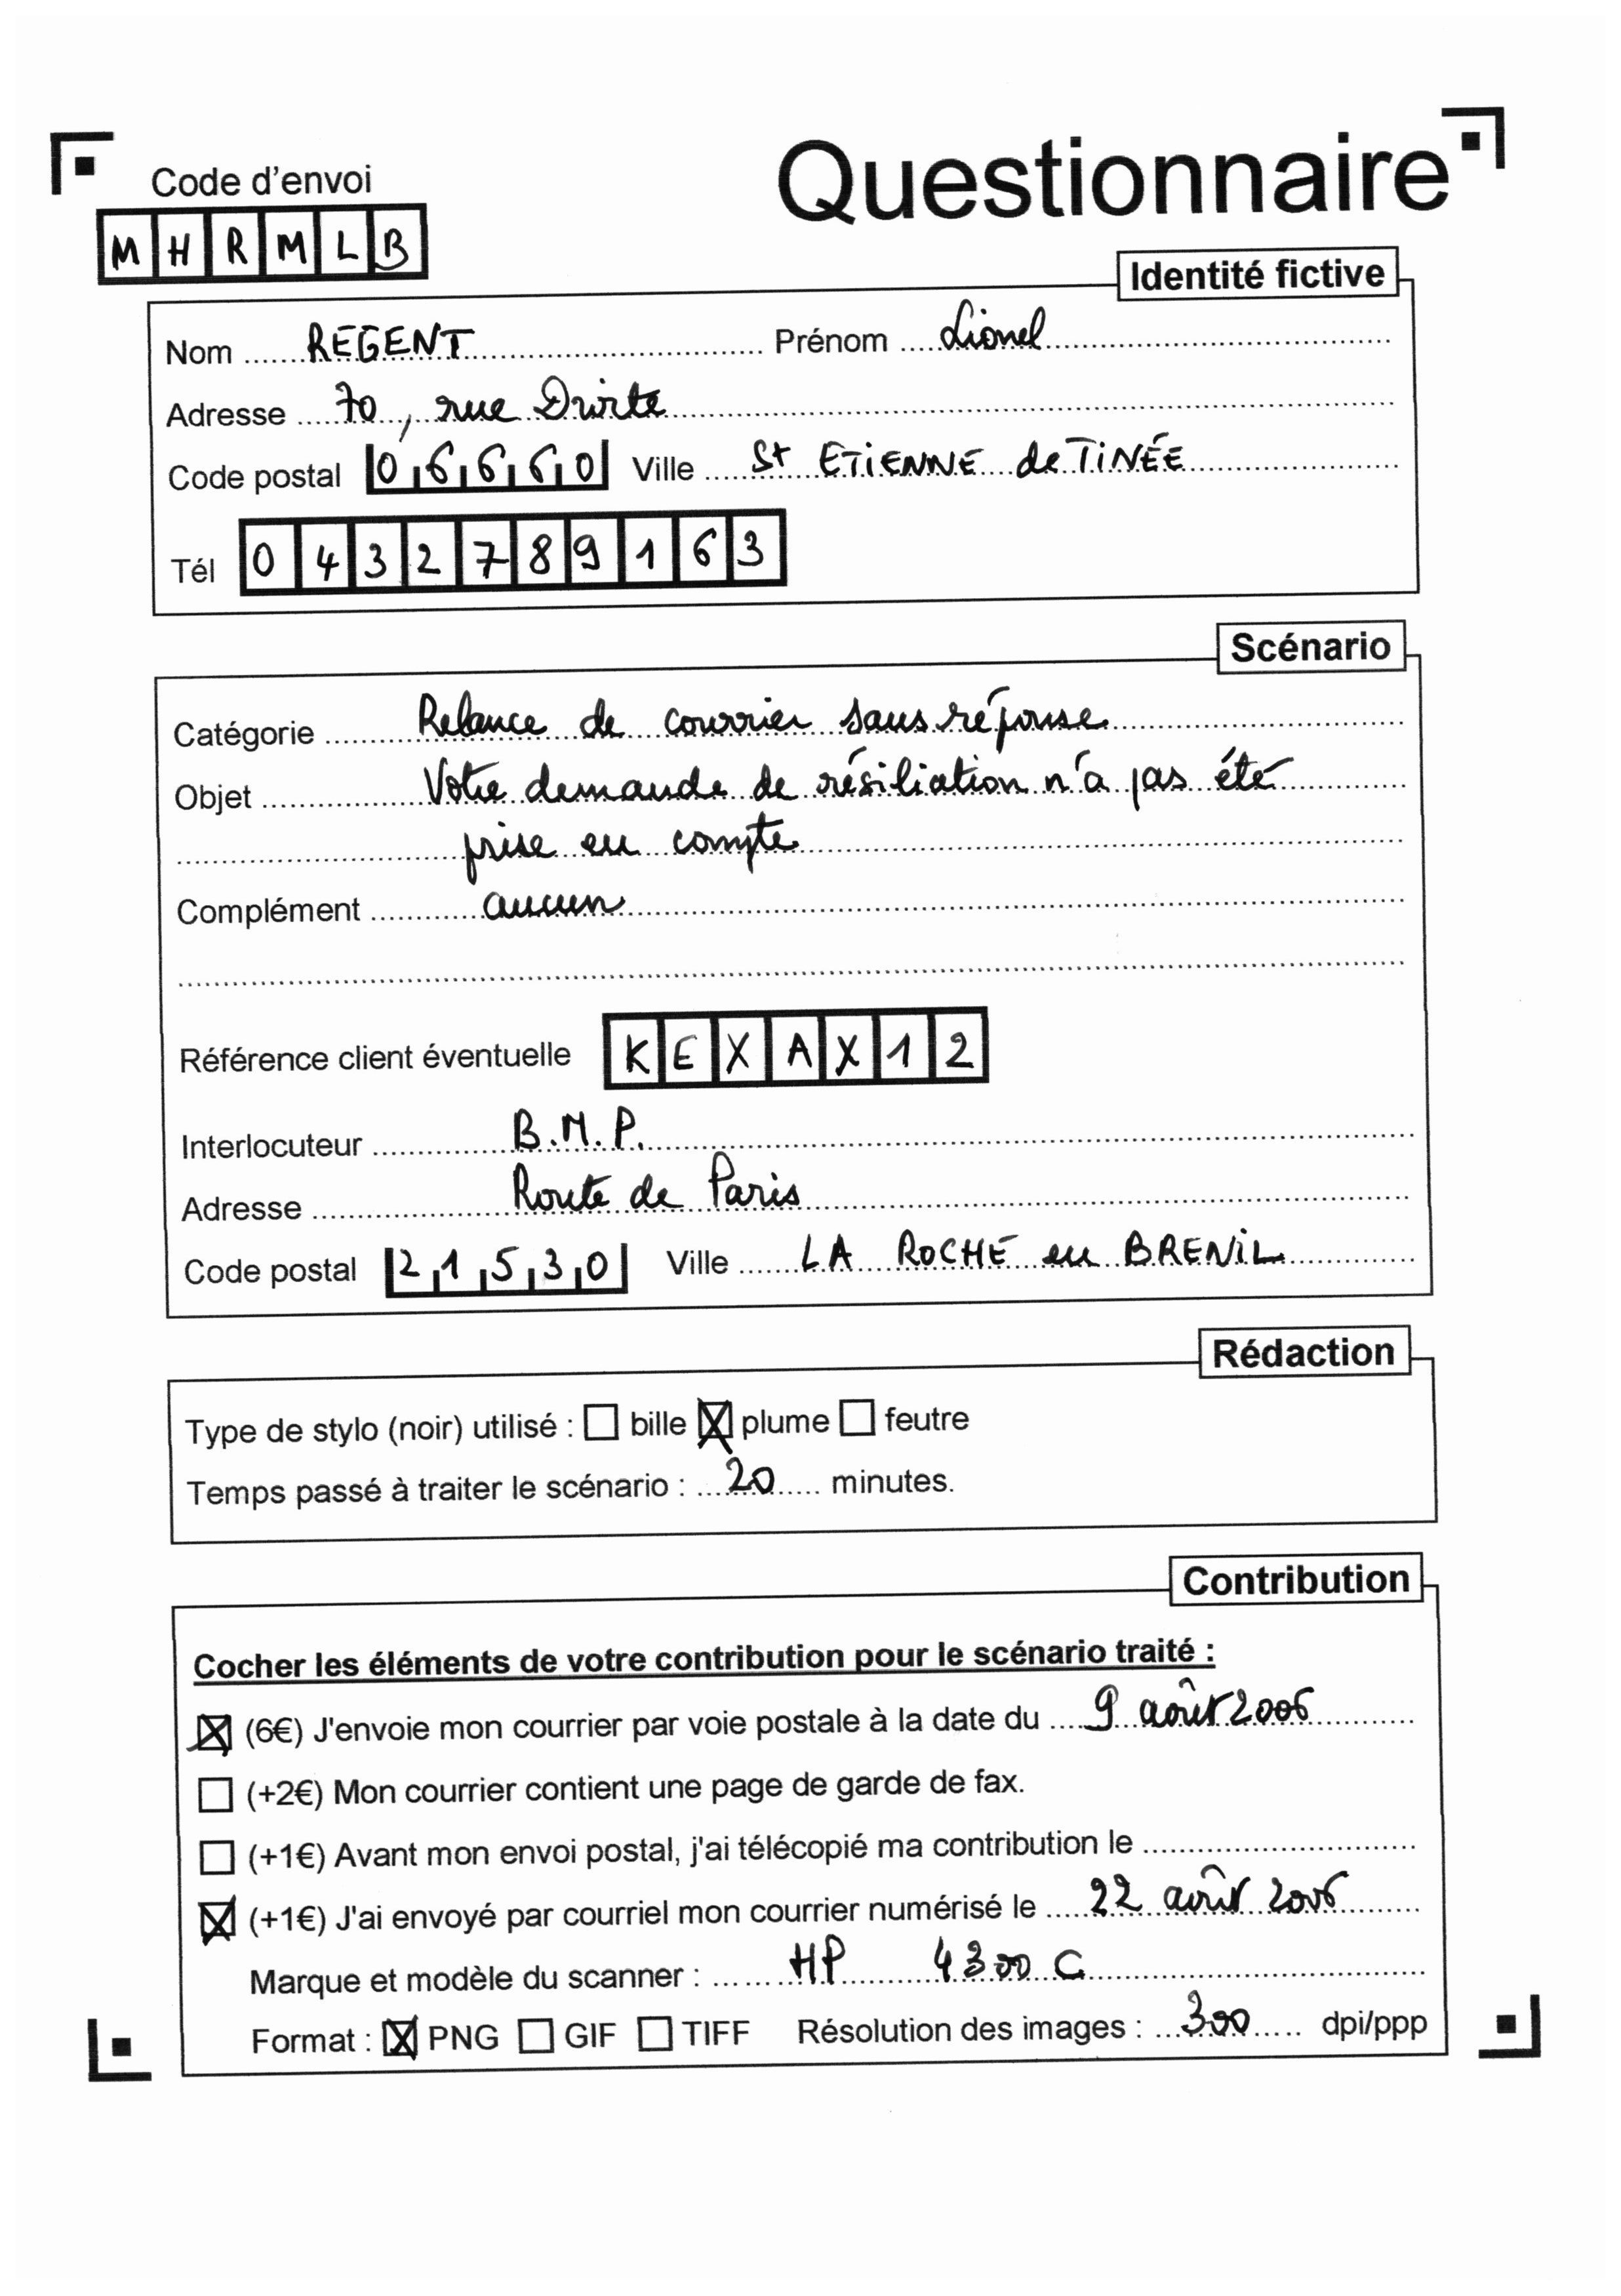 Questionnaire
Code d'envoi
MHRMLB
Identité fictive
Nom ...... REGENT ...... Prénom ...... Lionel ......
Adresse ...... 70, rue Droite ......
Code postal 06660 Ville ...... St ETIENNE de TINÉE ......
Tél 0432789163
Scénario
Catégorie ...... Relance de courrier sans réponse ......
Objet ...... Votre demande de résiliation n'a pas été
prise en compte ......
Complément ...... aucun ......
Référence client éventuelle KEXAX12
Interlocuteur ...... B.M.P. ......
Adresse ...... Route de Paris ......
Code postal 21530 Ville ...... LA ROCHE en BRENIL ......
Rédaction
Type de stylo (noir) utilisé : ☐ bille ☒ plume ☐ feutre
Temps passé à traiter le scénario : ... 20 ... minutes.
Contribution
Cocher les éléments de votre contribution pour le scénario traité :
☒ (6€) J'envoie mon courrier par voie postale à la date du ... 9 août 2006 ......
☐ (+2€) Mon courrier contient une page de garde de fax.
☐ (+1€) Avant mon envoi postal, j'ai télécopié ma contribution le ......
☒ (+1€) J'ai envoyé par courriel mon courrier numérisé le ... 22 août 2006 ......
Marque et modèle du scanner : ...... HP 4300 C ......
Format : ☒ PNG ☐ GIF ☐ TIFF Résolution des images : ... 300 ... dpi/ppp